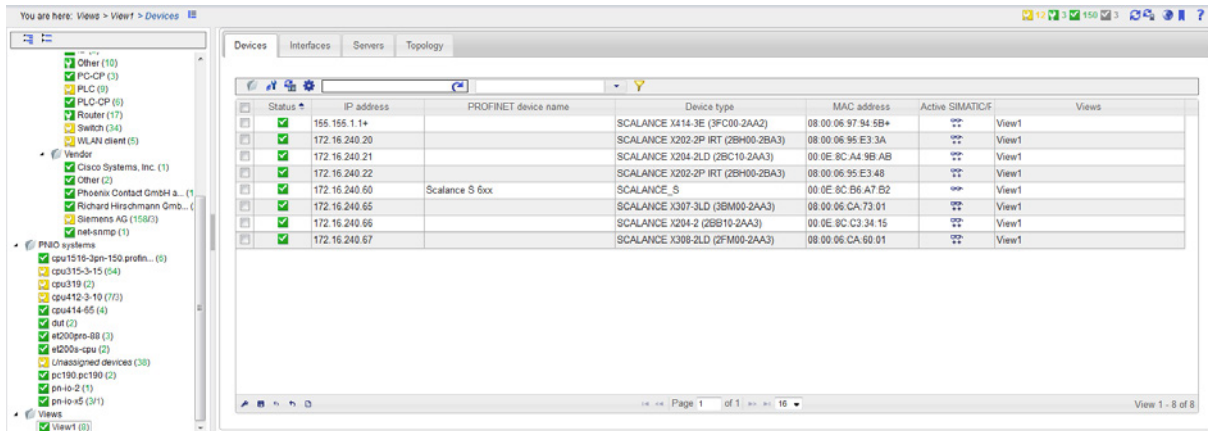 You are here: Views > View1 > Devices
12 3 150 3 ?
Other (10)
PC-CP (3)
PLC (9)
PLC-CP (6)
Router (17)
Switch (34)
WLAN client (5)
Vendor
Cisco Systems, Inc. (1)
Other (2)
Phoenix Contact GmbH a... (1
Richard Hirschmann Gmb... (
Siemens AG (158/3)
net-snmp (1)
PNIO systems
cpu1516-3pn-150.profin... (6)
cpu315-3-15 (54)
cpu319 (2)
cpu412-3-10 (7/3)
cpu414-65 (4)
dut (2)
et200pro-88 (3)
et200s-cpu (2)
Unassigned devices (38)
pc190.pc190 (2)
pn-io-2 (1)
pn-io-x5 (3/1)
Views
View1 (8)
Devices Interfaces Servers Topology
Status IP address PROFINET device name Device type MAC address Active SIMATIC/F Views
155.155.1.1+ SCALANCE X414-3E (3FC00-2AA2) 08.00.06.97.94.5B+ View1
172.16.240.20 SCALANCE X202-2P IRT (2BH00-2BA3) 08.00.06.95.E3.3A View1
172.16.240.21 SCALANCE X204-2LD (2BC10-2AA3) 00.0E.8C.A4.9B.AB View1
172.16.240.22 SCALANCE X202-2P IRT (2BH00-2BA3) 08.00.06.95.E3.48 View1
172.16.240.60 Scalance S 6xx SCALANCE_S 00.0E.8C.B6.A7.B2 View1
172.16.240.65 SCALANCE X307-3LD (3BM00-2AA3) 08.00.06.CA.73.01 View1
172.16.240.66 SCALANCE X204-2 (2BB10-2AA3) 00.0E.8C.C3.34.15 View1
172.16.240.67 SCALANCE X308-2LD (2FM00-2AA3) 08.00.06.CA.60.01 View1
Page 1 of 1 16 View 1 - 8 of 8